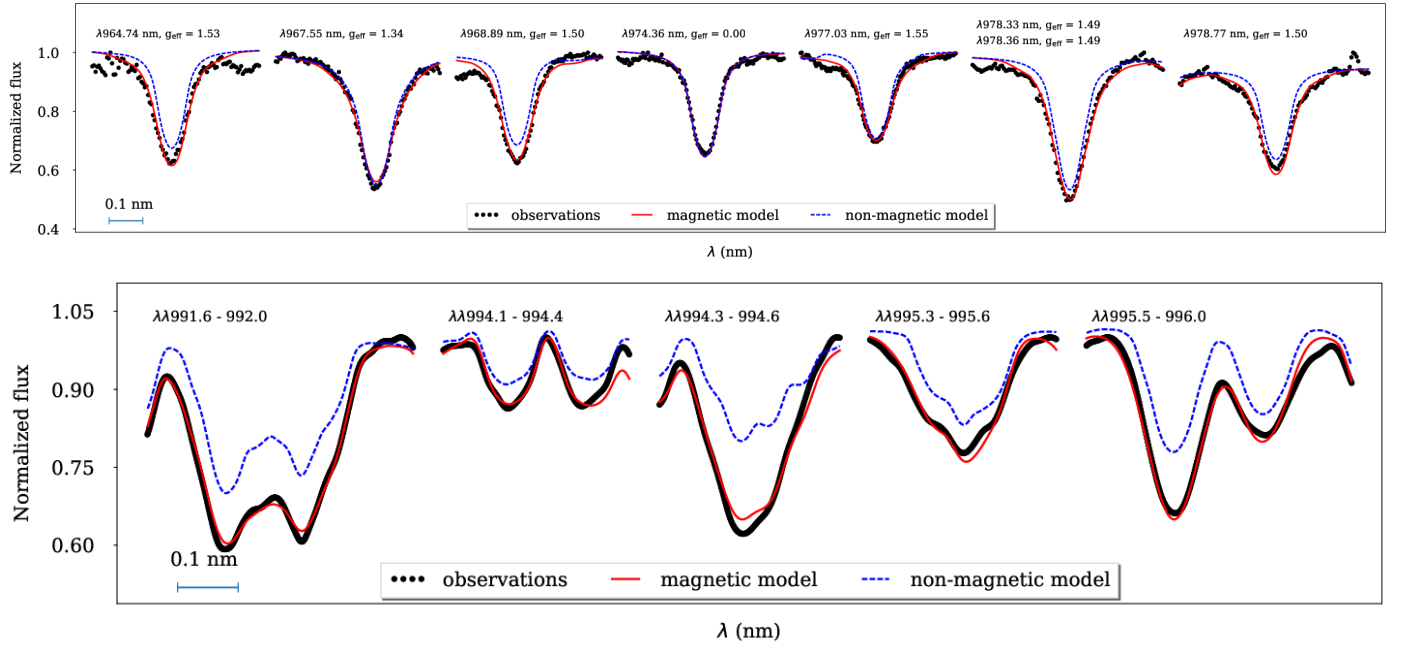 λ964.74 nm, g_eff = 1.53
λ967.55 nm, g_eff = 1.34
λ968.89 nm, g_eff = 1.50
λ974.36 nm, g_eff = 0.00
λ977.03 nm, g_eff = 1.55
λ978.33 nm, g_eff = 1.49
λ978.36 nm, g_eff = 1.49
λ978.77 nm, g_eff = 1.50
1.0
0.8
0.6
0.4
Normalized flux
0.1 nm
observations
magnetic model
non-magnetic model
λ (nm)
λλ991.6 - 992.0
λλ994.1 - 994.4
λλ994.3 - 994.6
λλ995.3 - 995.6
λλ995.5 - 996.0
1.05
0.90
0.75
0.60
Normalized flux
0.1 nm
observations
magnetic model
non-magnetic model
λ (nm)